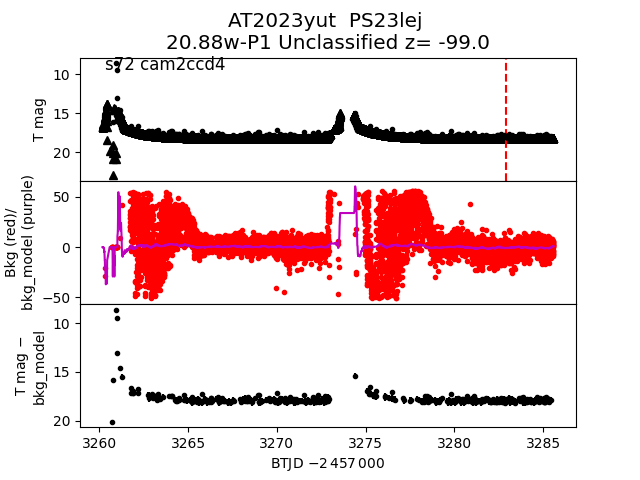 AT2023yut  PS23lej
20.88w-P1 Unclassified z= -99.0
s72 cam2ccd4
10
15
20
T mag
50
0
−50
Bkg (red)/
bkg_model (purple)
10
15
20
T mag −
bkg_model
3260
3265
3270
3275
3280
3285
BTJD −2 457 000